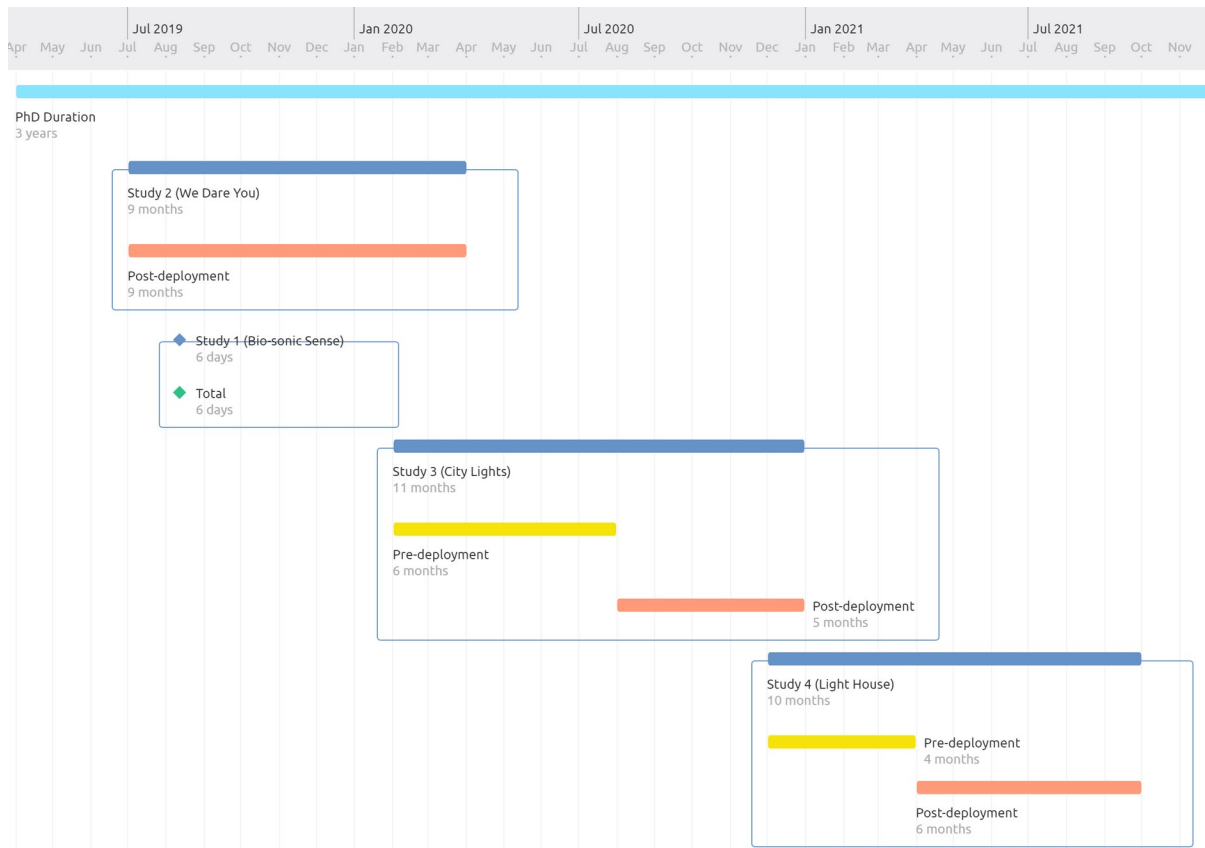 Jul 2019 Jan 2020 Jul 2020 Jan 2021 Jul 2021
Apr May Jun Jul Aug Sep Oct Nov Dec Jan Feb Mar Apr May Jun Jul Aug Sep Oct Nov Dec Jan Feb Mar Apr May Jun Jul Aug Sep Oct Nov
PhD Duration
3 years
Study 2 (We Dare You)
9 months
Post-deployment
9 months
Study 1 (Bio-sonic Sense)
6 days
Total
6 days
Study 3 (City Lights)
11 months
Pre-deployment
6 months
Post-deployment
5 months
Study 4 (Light House)
10 months
Pre-deployment
4 months
Post-deployment
6 months